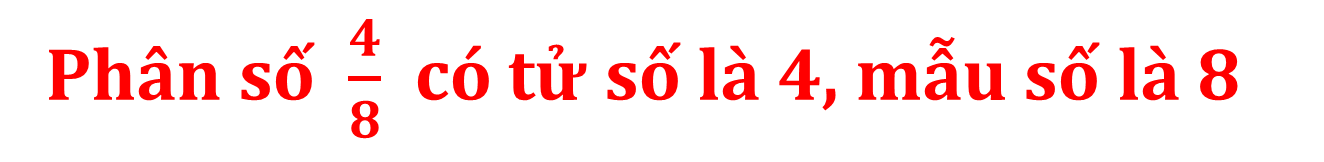 Phân số 4/8 có tử số là 4, mẫu số là 8